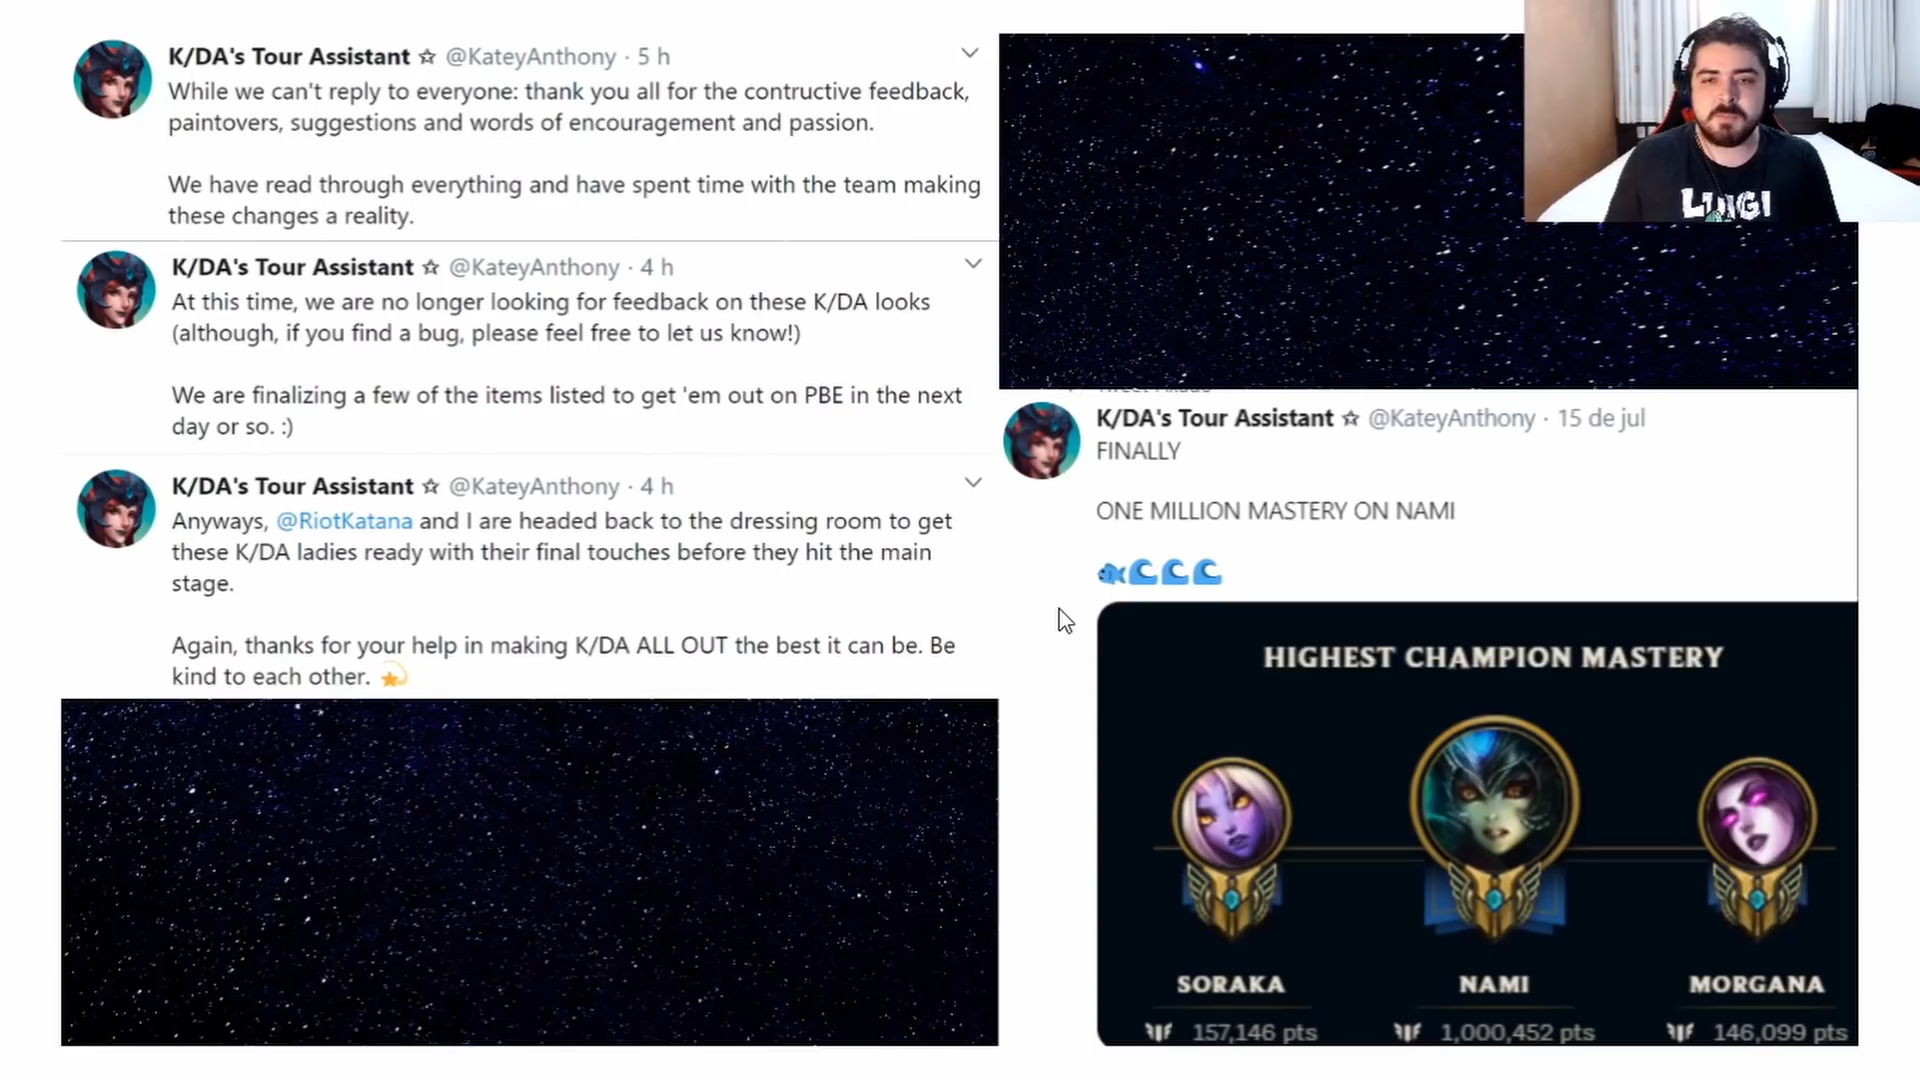 K/DA's Tour Assistant ☆ @KateyAnthony · 5 h
While we can't reply to everyone: thank you all for the contructive feedback,
paintovers, suggestions and words of encouragement and passion.
We have read through everything and have spent time with the team making
these changes a reality.
K/DA's Tour Assistant ☆ @KateyAnthony · 4 h
At this time, we are no longer looking for feedback on these K/DA looks
(although, if you find a bug, please feel free to let us know!)
We are finalizing a few of the items listed to get 'em out on PBE in the next
day or so. :)
K/DA's Tour Assistant ☆ @KateyAnthony · 4 h
Anyways, @RiotKatana and I are headed back to the dressing room to get
these K/DA ladies ready with their final touches before they hit the main
stage.
Again, thanks for your help in making K/DA ALL OUT the best it can be. Be
kind to each other. 💫
LUIGI
K/DA's Tour Assistant ☆ @KateyAnthony · 15 de jul
FINALLY
ONE MILLION MASTERY ON NAMI
🐟🌊🌊🌊
HIGHEST CHAMPION MASTERY
SORAKA NAMI MORGANA
157,146 pts 1,000,452 pts 146,099 pts